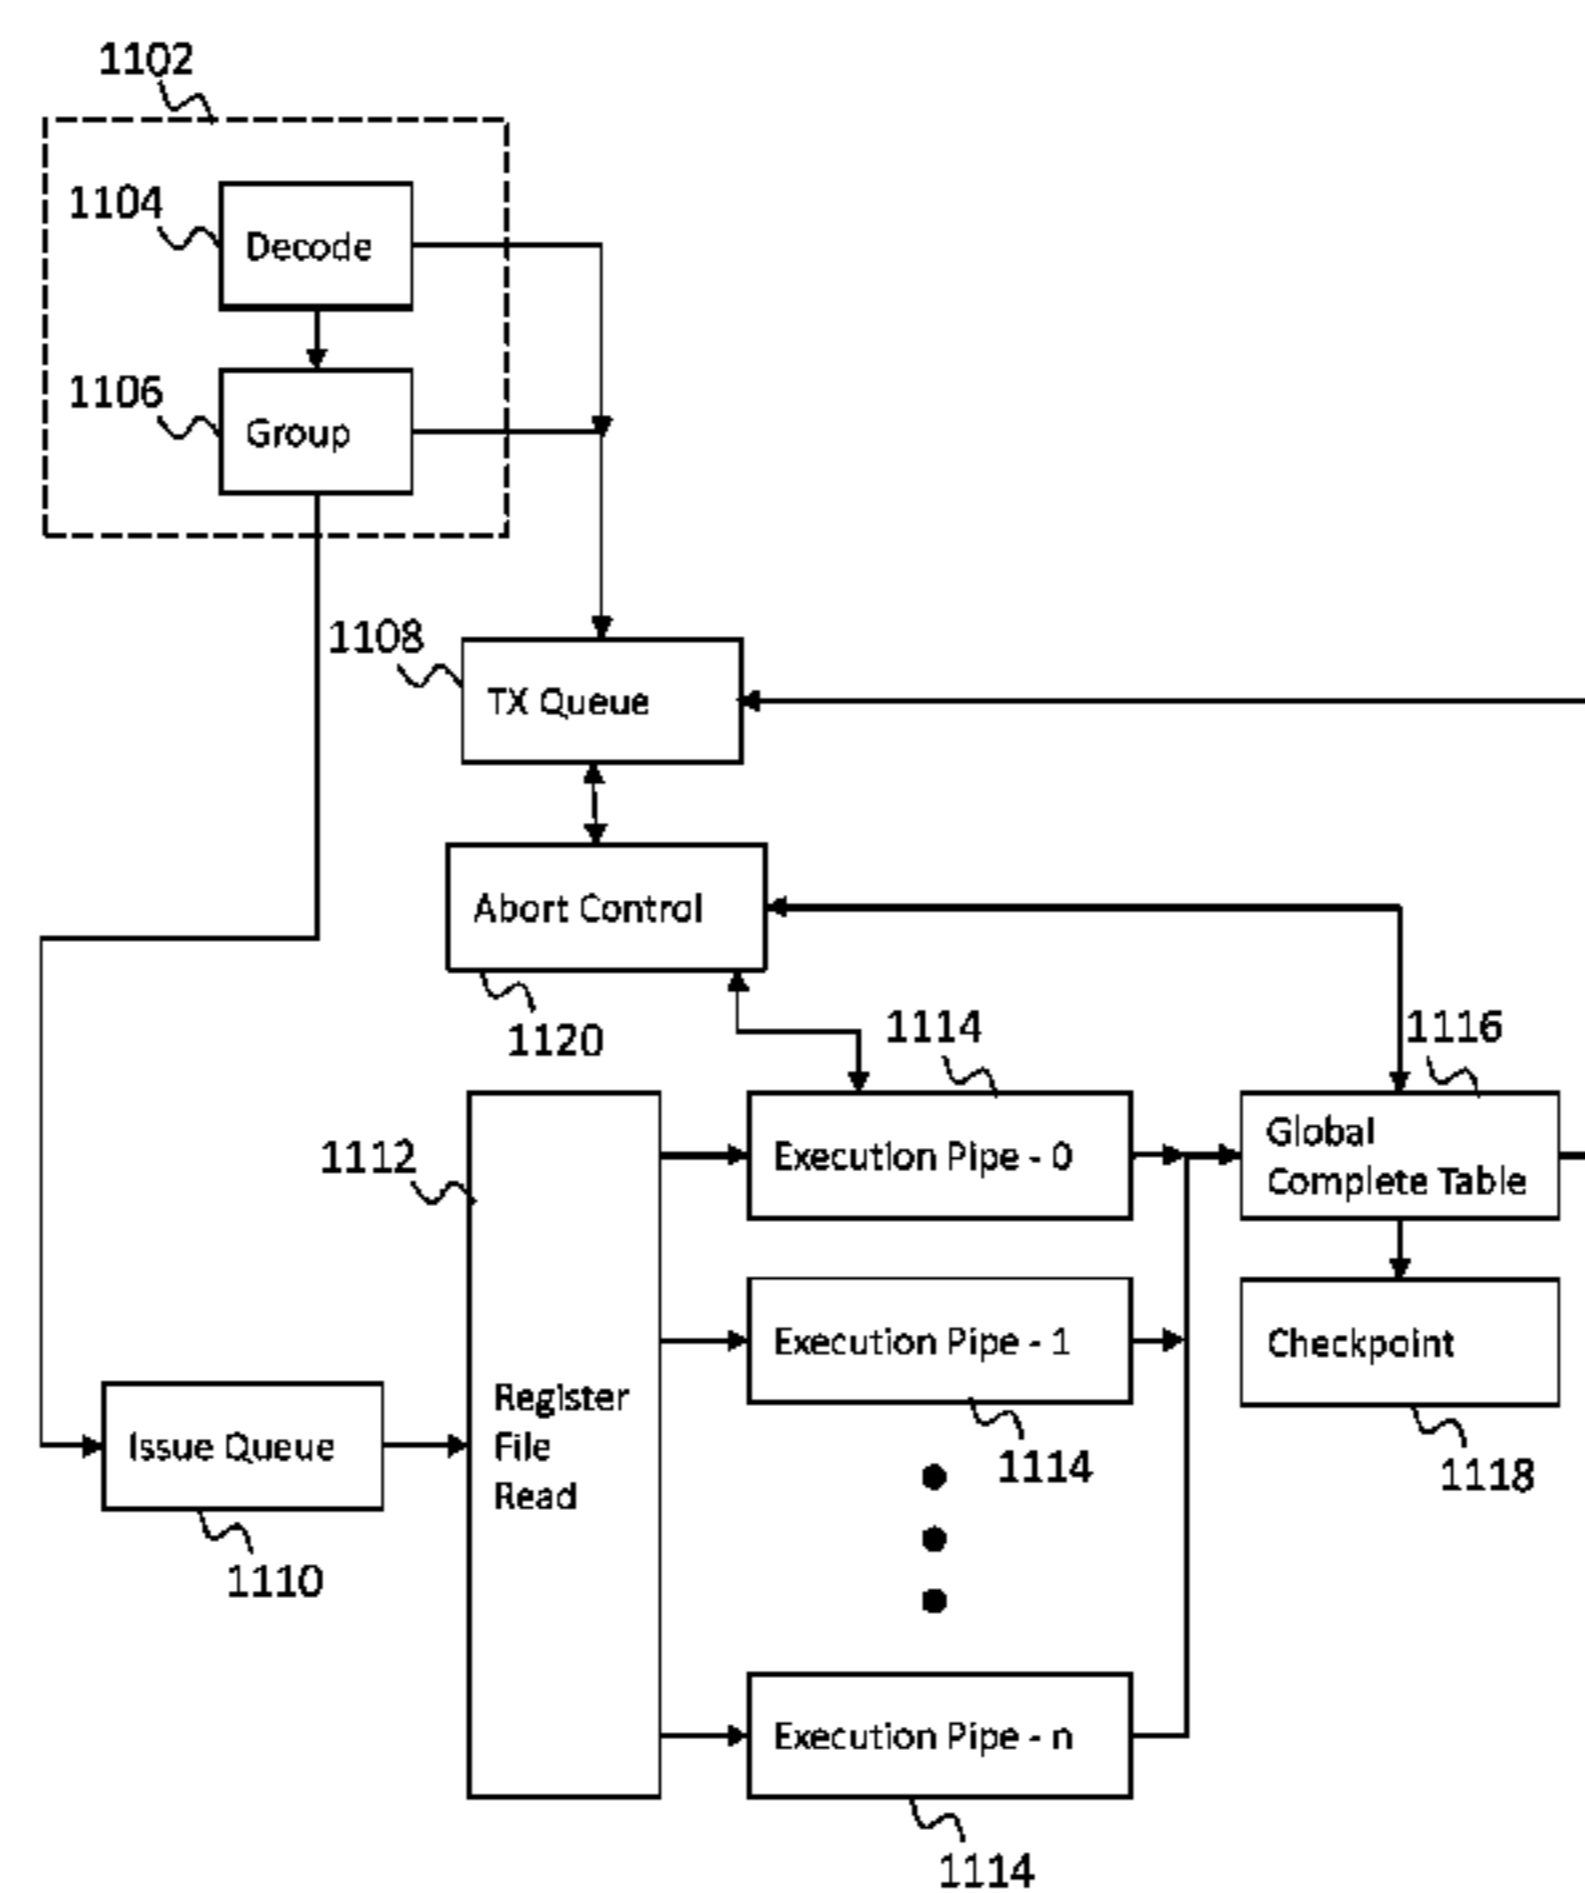 1102
1104
Decode
1106
Group
1108
TX Queue
Abort Control
1120
1114
1116
1112
Execution Pipe - 0
Global
Complete Table
Execution Pipe - 1
Checkpoint
Register
File
Read
Issue Queue
1114
1118
1110
Execution Pipe - n
1114